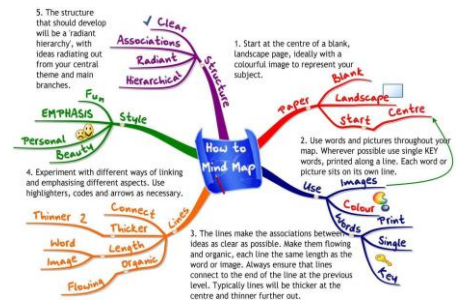 How to
Mind Map
1. Start at the centre of a blank,
landscape page, ideally with a
colourful image to represent your
subject.
Paper
Blank
Landscape
Start
Centre
2. Use words and pictures throughout your
map. Wherever possible use single KEY
words, printed along a line. Each word or
picture sits on its own line.
Use
Images
Colour
Words
Print
Single
Key
3. The lines make the associations between
ideas as clear as possible. Make them flowing
and organic, each line the same length as the
word or image. Always ensure that lines
connect to the end of the line at the previous
level. Typically lines will be thicker at the
centre and thinner further out.
Lines
Connect
Thicker
Thinner 2
Length
Word
Image
Organic
Flowing
4. Experiment with different ways of linking
and emphasising different aspects. Use
highlighters, codes and arrows as necessary.
Style
Fun
EMPHASIS
Personal
Beauty
5. The structure
that should develop
will be a 'radiant
hierarchy', with
ideas radiating out
from your central
theme and main
branches.
Structure
Clear
Associations
Radiant
Hierarchical